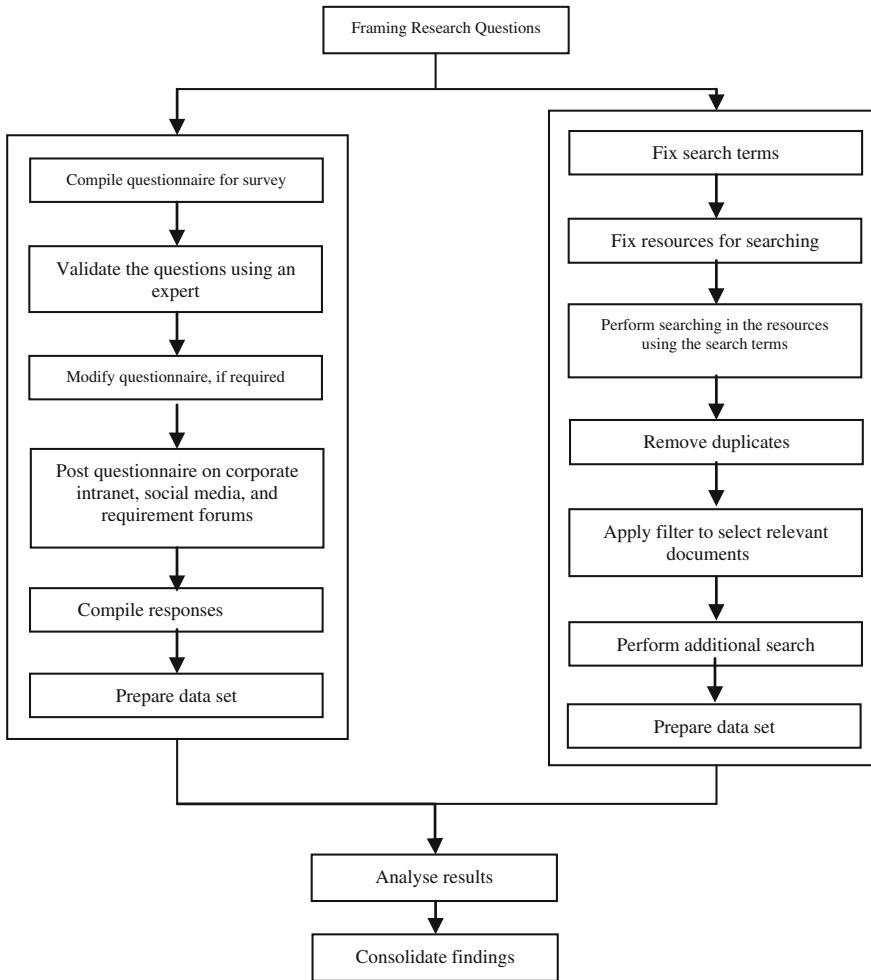 Framing Research Questions
Compile questionnaire for survey
Validate the questions using an
expert
Modify questionnaire, if required
Post questionnaire on corporate
intranet, social media, and
requirement forums
Compile responses
Prepare data set
Fix search terms
Fix resources for searching
Perform searching in the resources
using the search terms
Remove duplicates
Apply filter to select relevant
documents
Perform additional search
Prepare data set
Analyse results
Consolidate findings